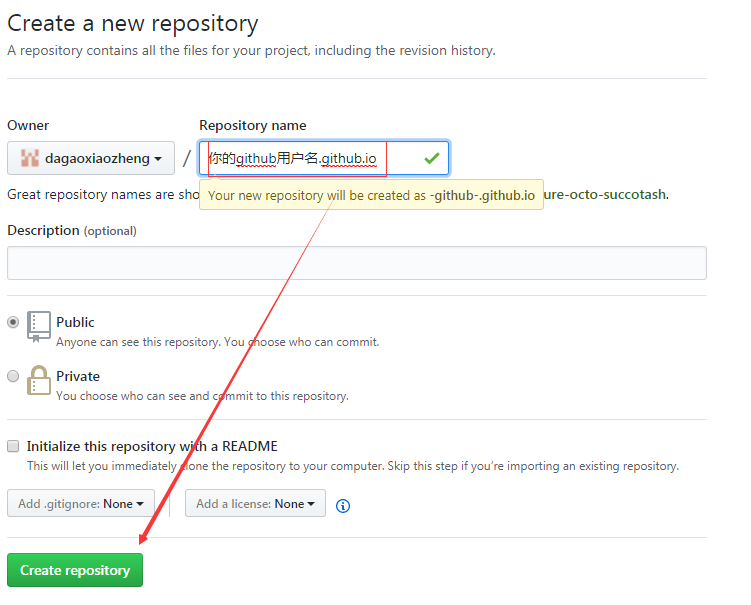 Create a new repository
A repository contains all the files for your project, including the revision history.
Owner
Repository name
dagaoxiaozheng
/
你的github用户名.github.io
Great repository names are sho
ure-octo-succotash.
Your new repository will be created as -github-.github.io
Description (optional)
Public
Anyone can see this repository. You choose who can commit.
Private
You choose who can see and commit to this repository.
Initialize this repository with a README
This will let you immediately clone the repository to your computer. Skip this step if you're importing an existing repository.
Add .gitignore: None
Add a license: None
Create repository